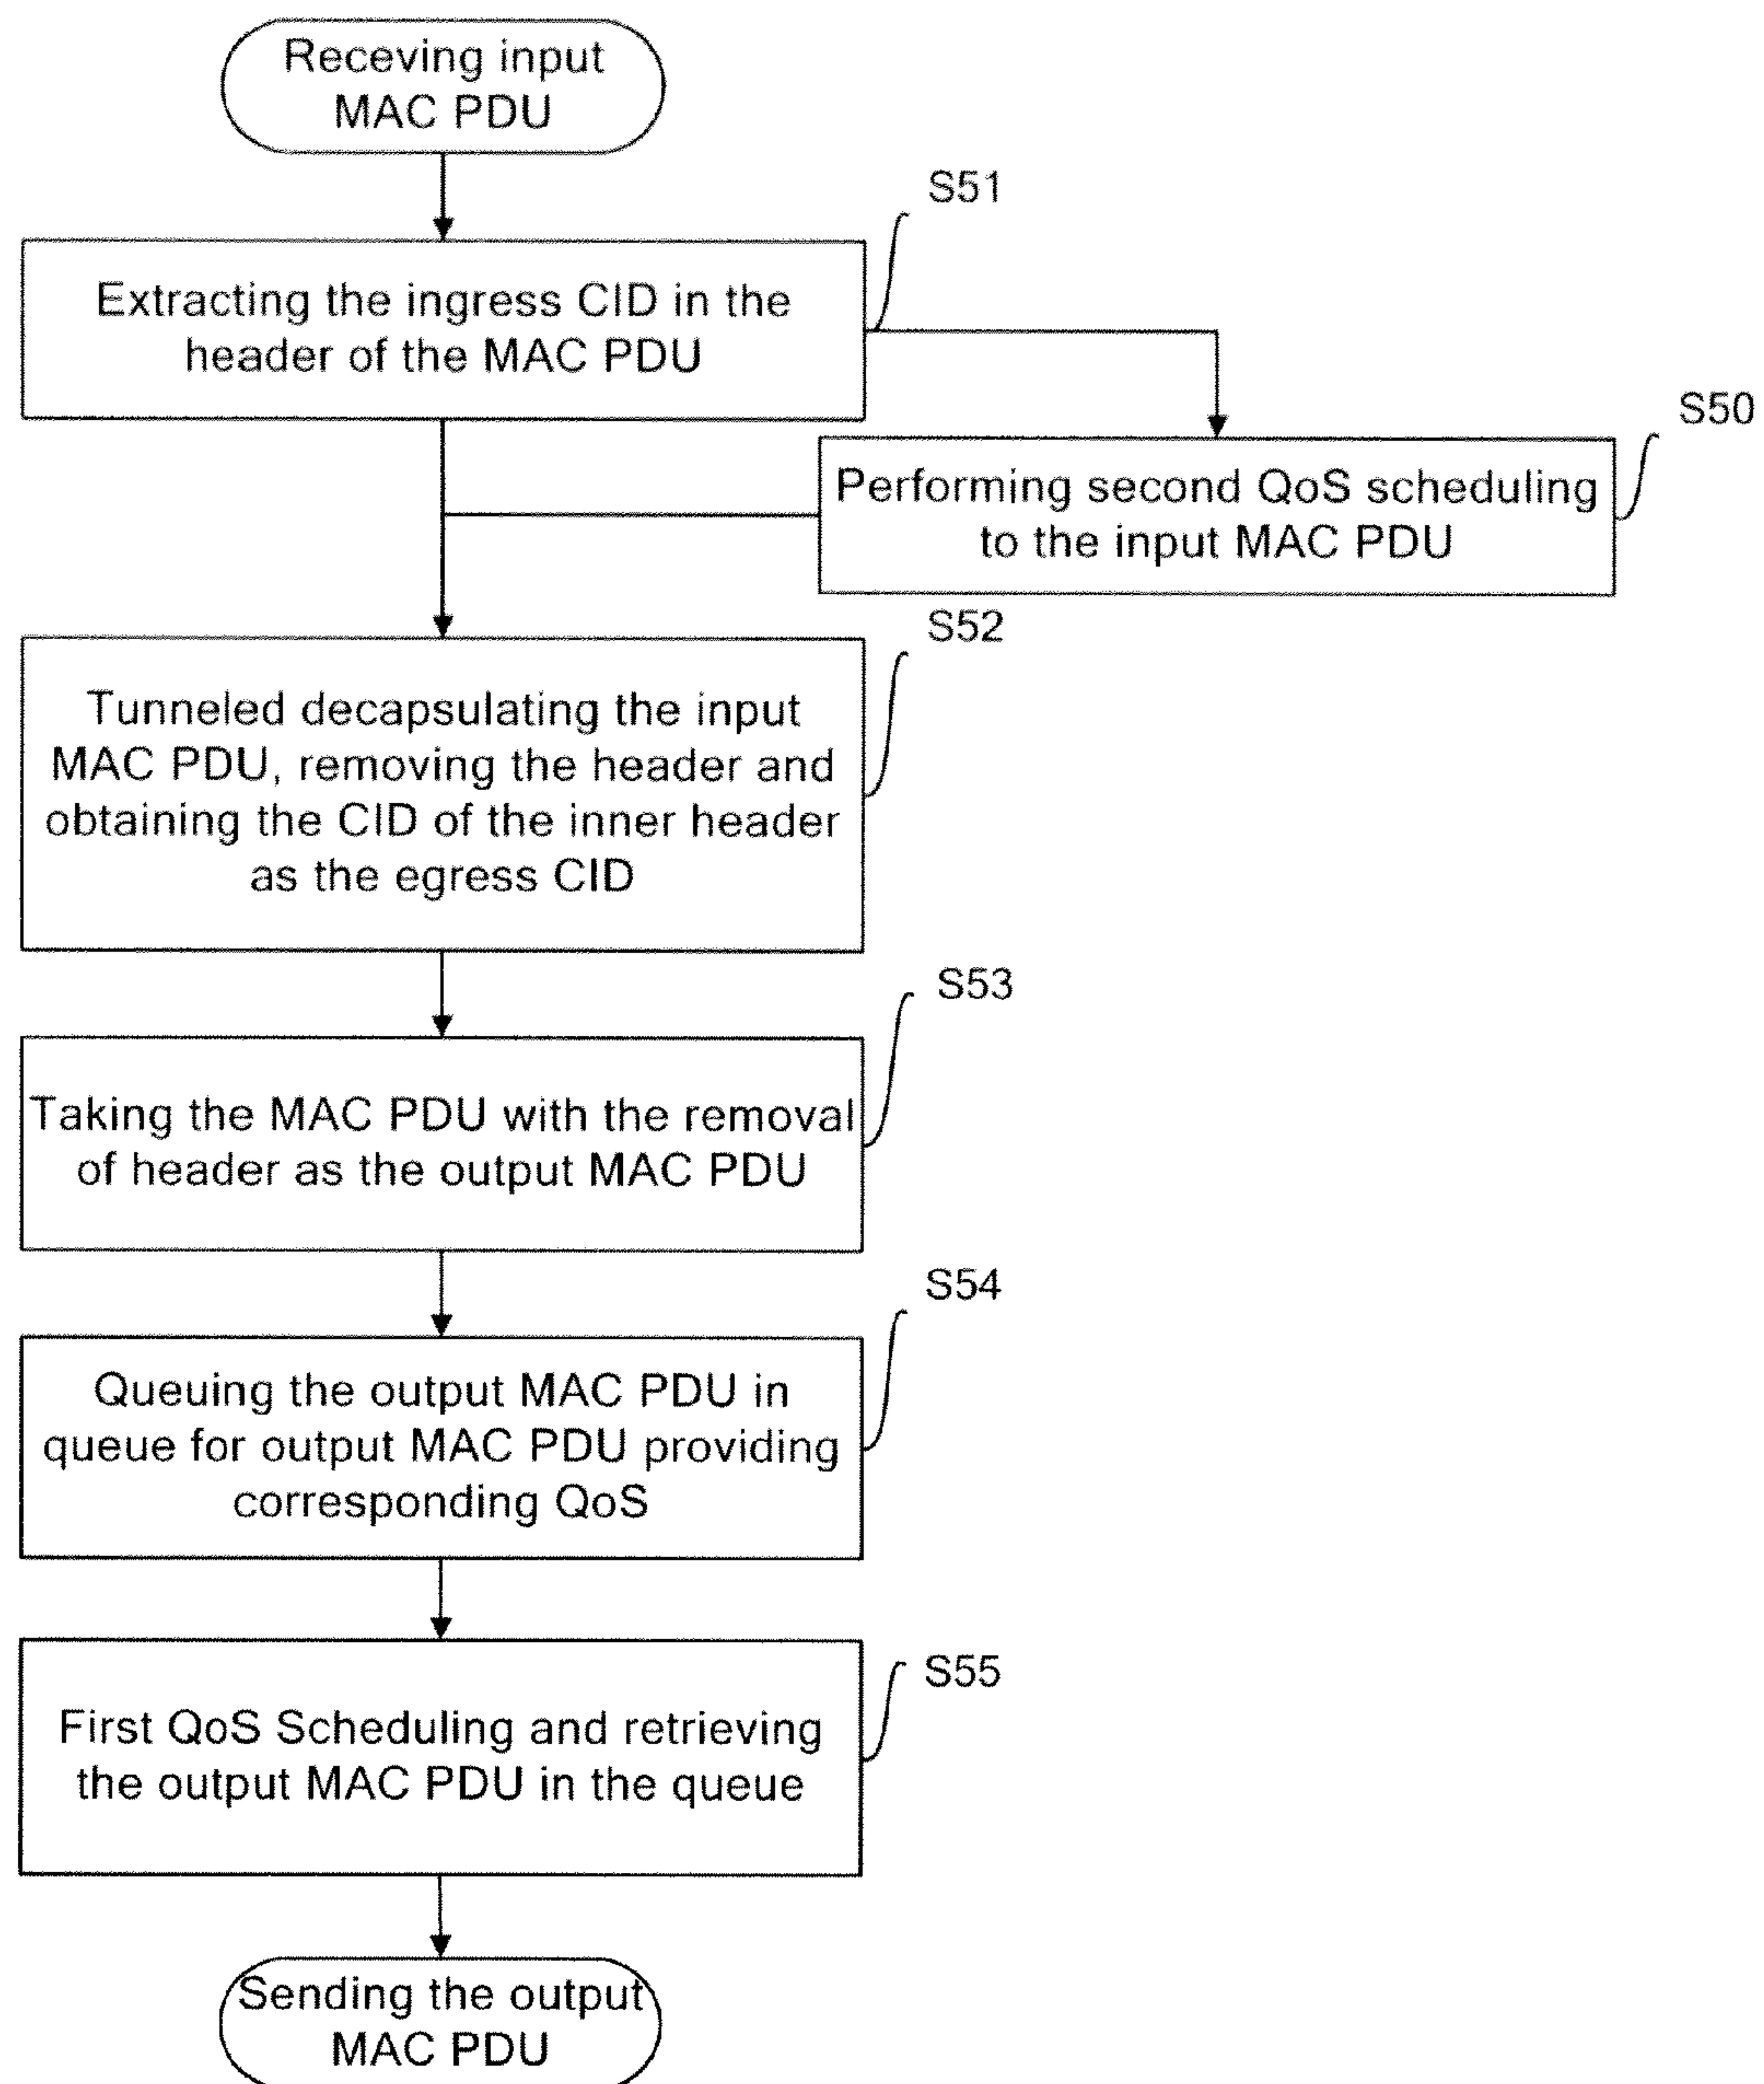 Receving input
MAC PDU
S51
Extracting the ingress CID in the
header of the MAC PDU
S50
Performing second QoS scheduling
to the input MAC PDU
S52
Tunneled decapsulating the input
MAC PDU, removing the header and
obtaining the CID of the inner header
as the egress CID
S53
Taking the MAC PDU with the removal
of header as the output MAC PDU
S54
Queuing the output MAC PDU in
queue for output MAC PDU providing
corresponding QoS
S55
First QoS Scheduling and retrieving
the output MAC PDU in the queue
Sending the output
MAC PDU